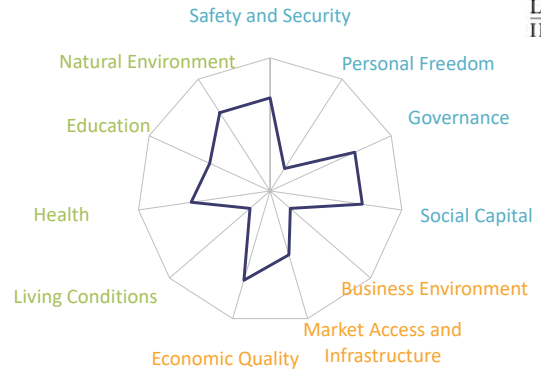 Safety and Security
Natural Environment
Personal Freedom
Education
Governance
Health
Social Capital
Living Conditions
Business Environment
Market Access and
Infrastructure
Economic Quality